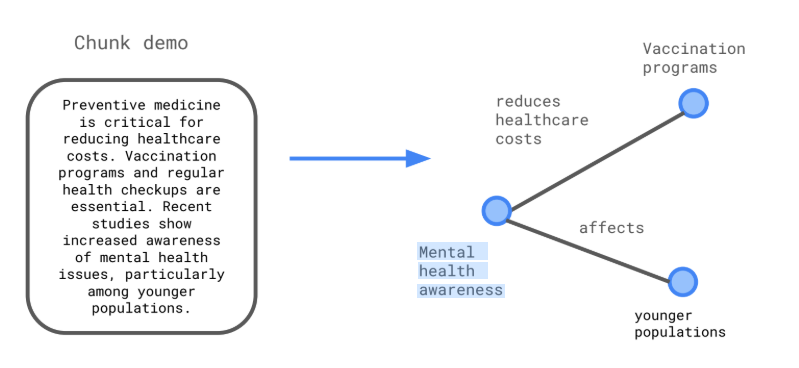 Chunk demo
Preventive medicine
is critical for
reducing healthcare
costs. Vaccination
programs and regular
health checkups are
essential. Recent
studies show
increased awareness
of mental health
issues, particularly
among younger
populations.
Vaccination
programs
reduces
healthcare
costs
affects
Mental
health
awareness
younger
populations